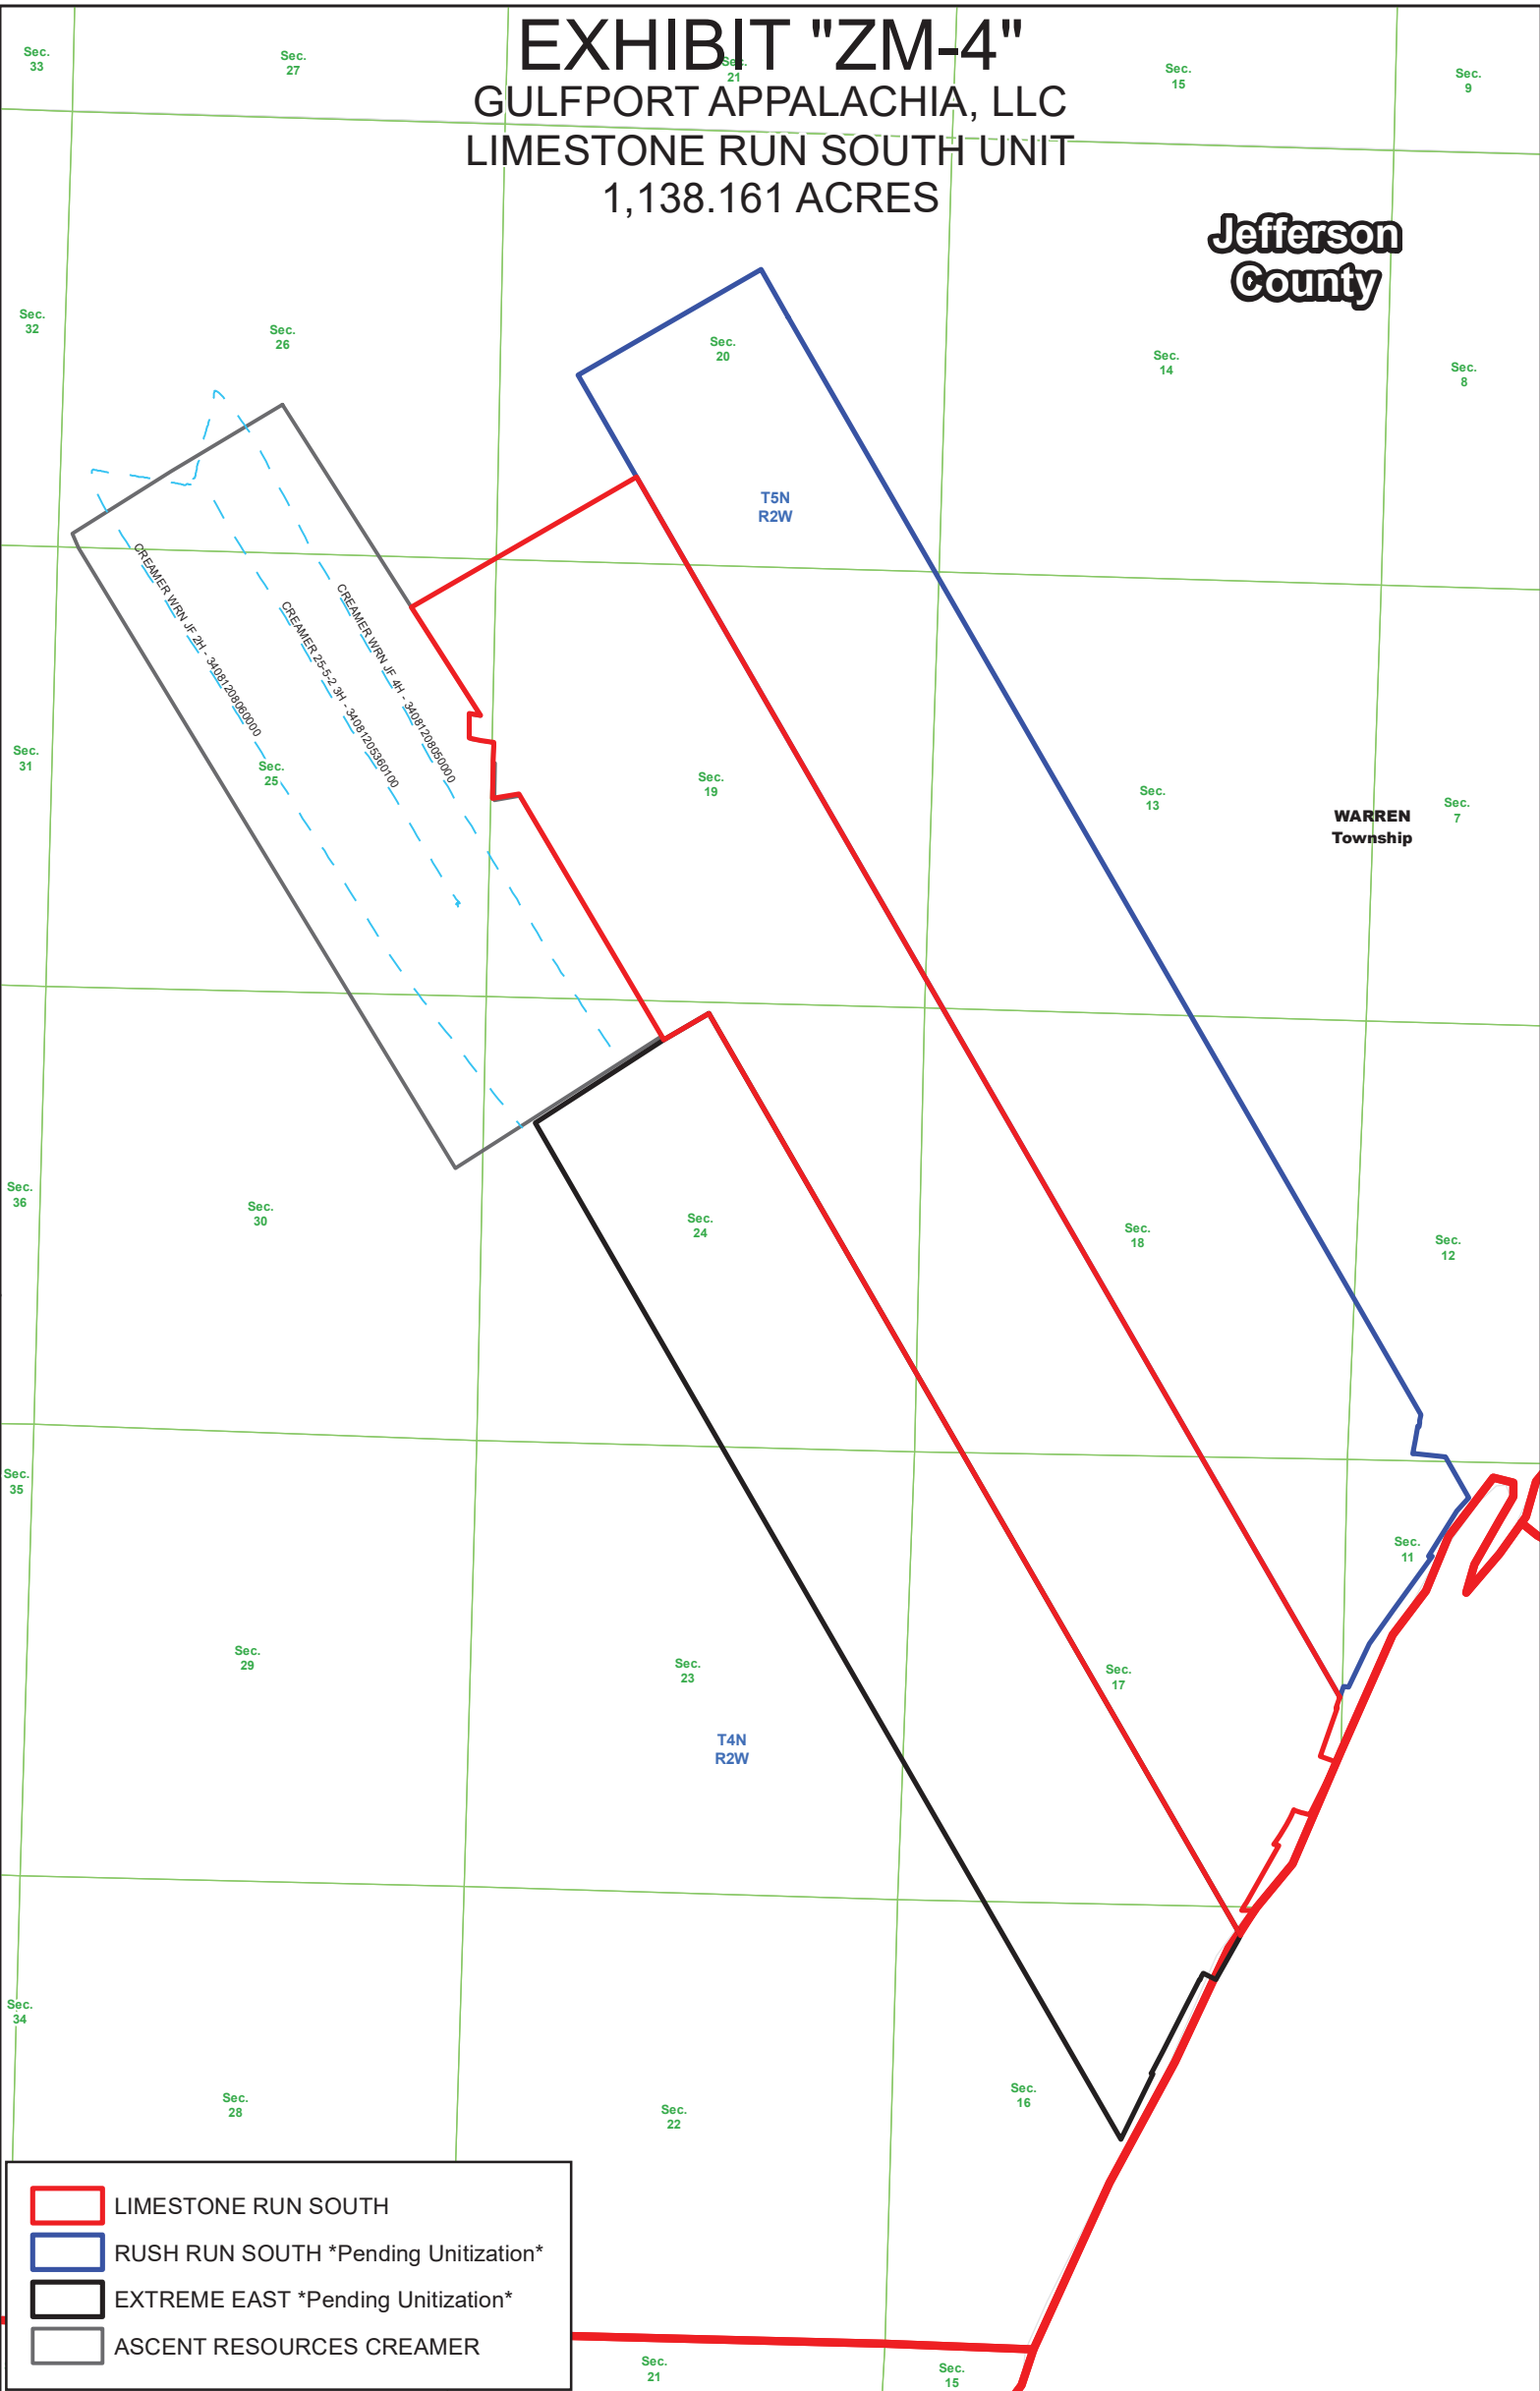 EXHIBIT "ZM-4"
GULFPORT APPALACHIA, LLC
LIMESTONE RUN SOUTH UNIT
1,138.161 ACRES
Sec.
33
Sec.
27
Sec.
21
Sec.
15
Sec.
9
Jefferson
County
Sec.
32
Sec.
26
Sec.
20
Sec.
14
Sec.
8
T5N
R2W
CREAMER WRN JF 2H - 34081208060000
CREAMER 25-5-2 3H - 34081205360100
CREAMER WRN JF 4H - 34081208050000
Sec.
31
Sec.
25
Sec.
19
Sec.
13
WARREN
Township
Sec.
7
Sec.
36
Sec.
30
Sec.
24
Sec.
18
Sec.
12
Sec.
35
Sec.
11
Sec.
29
Sec.
23
Sec.
17
T4N
R2W
Sec.
34
Sec.
28
Sec.
22
Sec.
16
LIMESTONE RUN SOUTH
RUSH RUN SOUTH *Pending Unitization*
EXTREME EAST *Pending Unitization*
ASCENT RESOURCES CREAMER
Sec.
21
Sec.
15